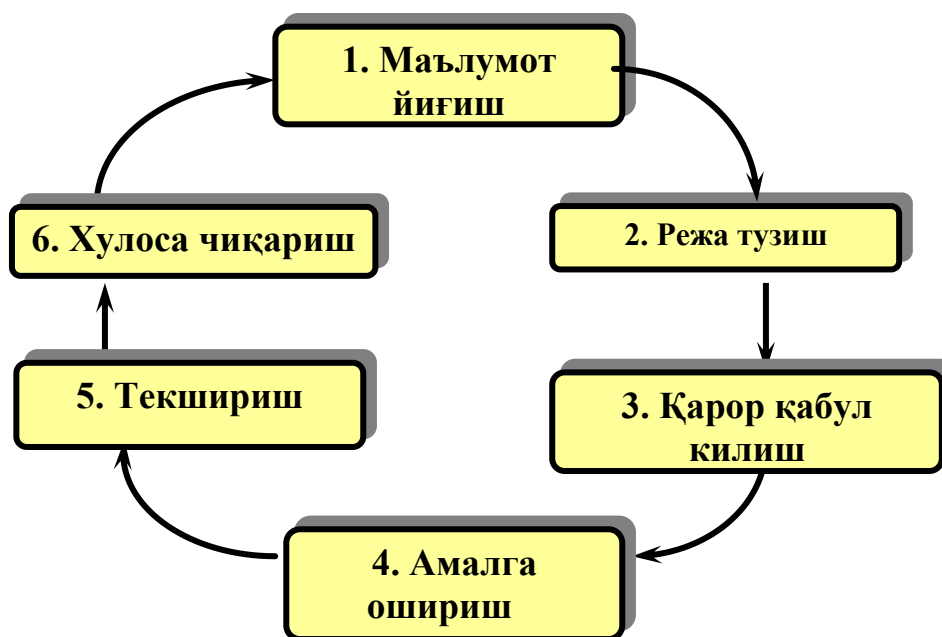 1. Маълумот
йиғиш
2. Режа тузиш
3. Қарор қабул
килиш
4. Амалга
ошириш
5. Текшириш
6. Хулоса чиқариш